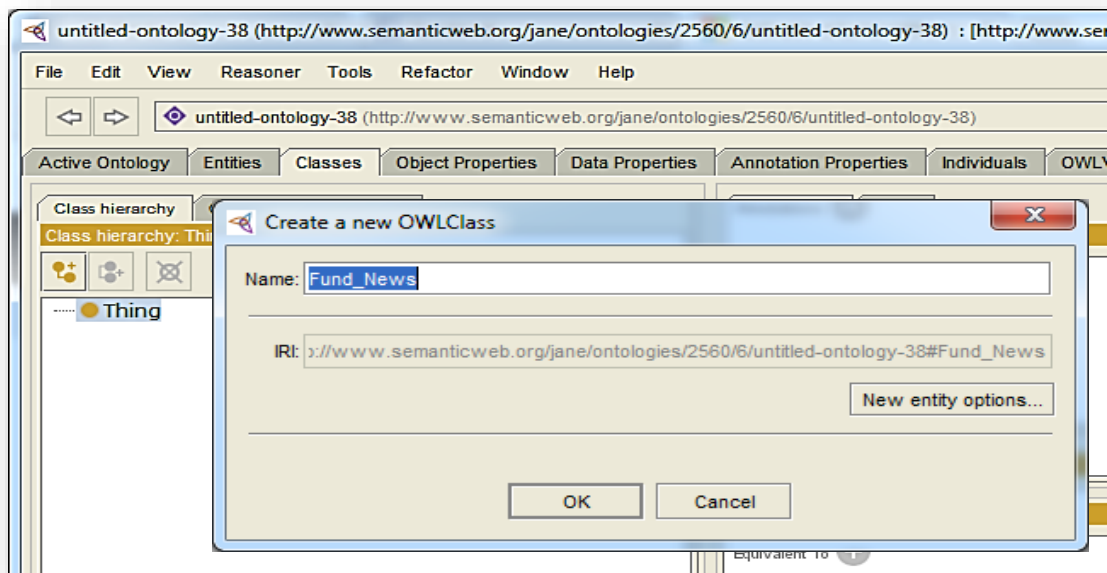 untitled-ontology-38 (http://www.semanticweb.org/jane/ontologies/2560/6/untitled-ontology-38) : [http://www.se
File Edit View Reasoner Tools Refactor Window Help
untitled-ontology-38 (http://www.semanticweb.org/jane/ontologies/2560/6/untitled-ontology-38)
Active Ontology Entities Classes Object Properties Data Properties Annotation Properties Individuals OWLV
Class hierarchy
Class hierarchy: Thi
Thing
Create a new OWLClass
Name: Fund_News
IRI: ://www.semanticweb.org/jane/ontologies/2560/6/untitled-ontology-38#Fund_News
New entity options...
OK Cancel
Equivalent To